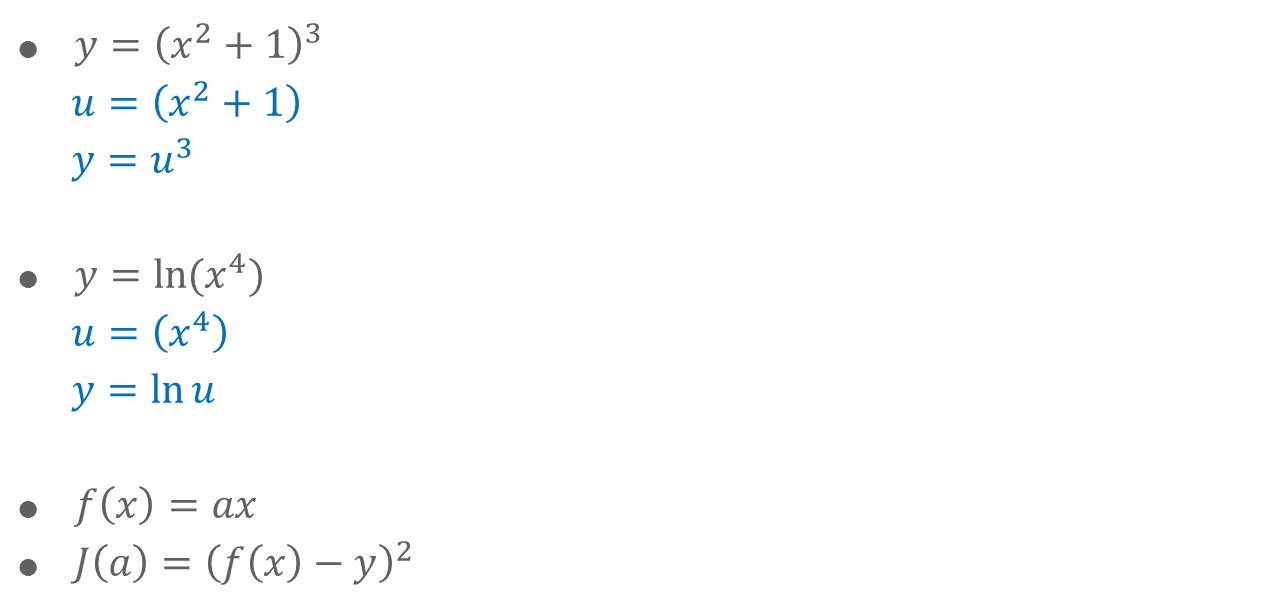 ● y = (x² + 1)³
u = (x² + 1)
y = u³
● y = ln(x⁴)
u = (x⁴)
y = ln u
● f(x) = ax
● J(a) = (f(x) − y)²